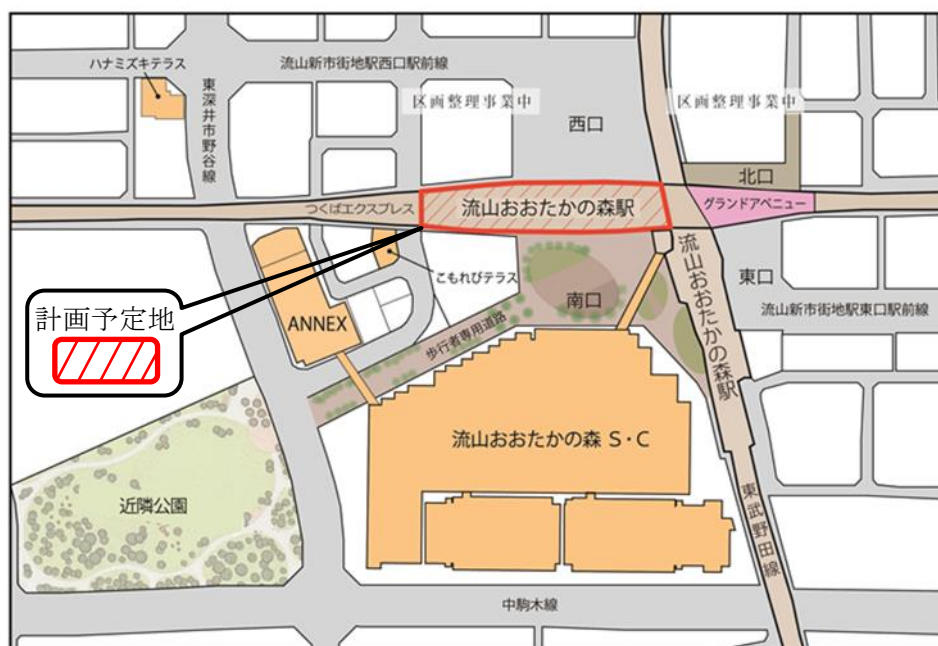 ハナミズキテラス
流山新市街地駅西口駅前線
東深井市野谷線
区画整理事業中
区画整理事業中
西口
北口
つくばエクスプレス
流山おおたかの森駅
グランドアベニュー
こもれびテラス
流山おおたかの森駅
東口
計画予定地
ANNEX
南口
流山新市街地駅東口駅前線
歩行者専用道路
流山おおたかの森 S・C
近隣公園
東武野田線
中駒木線